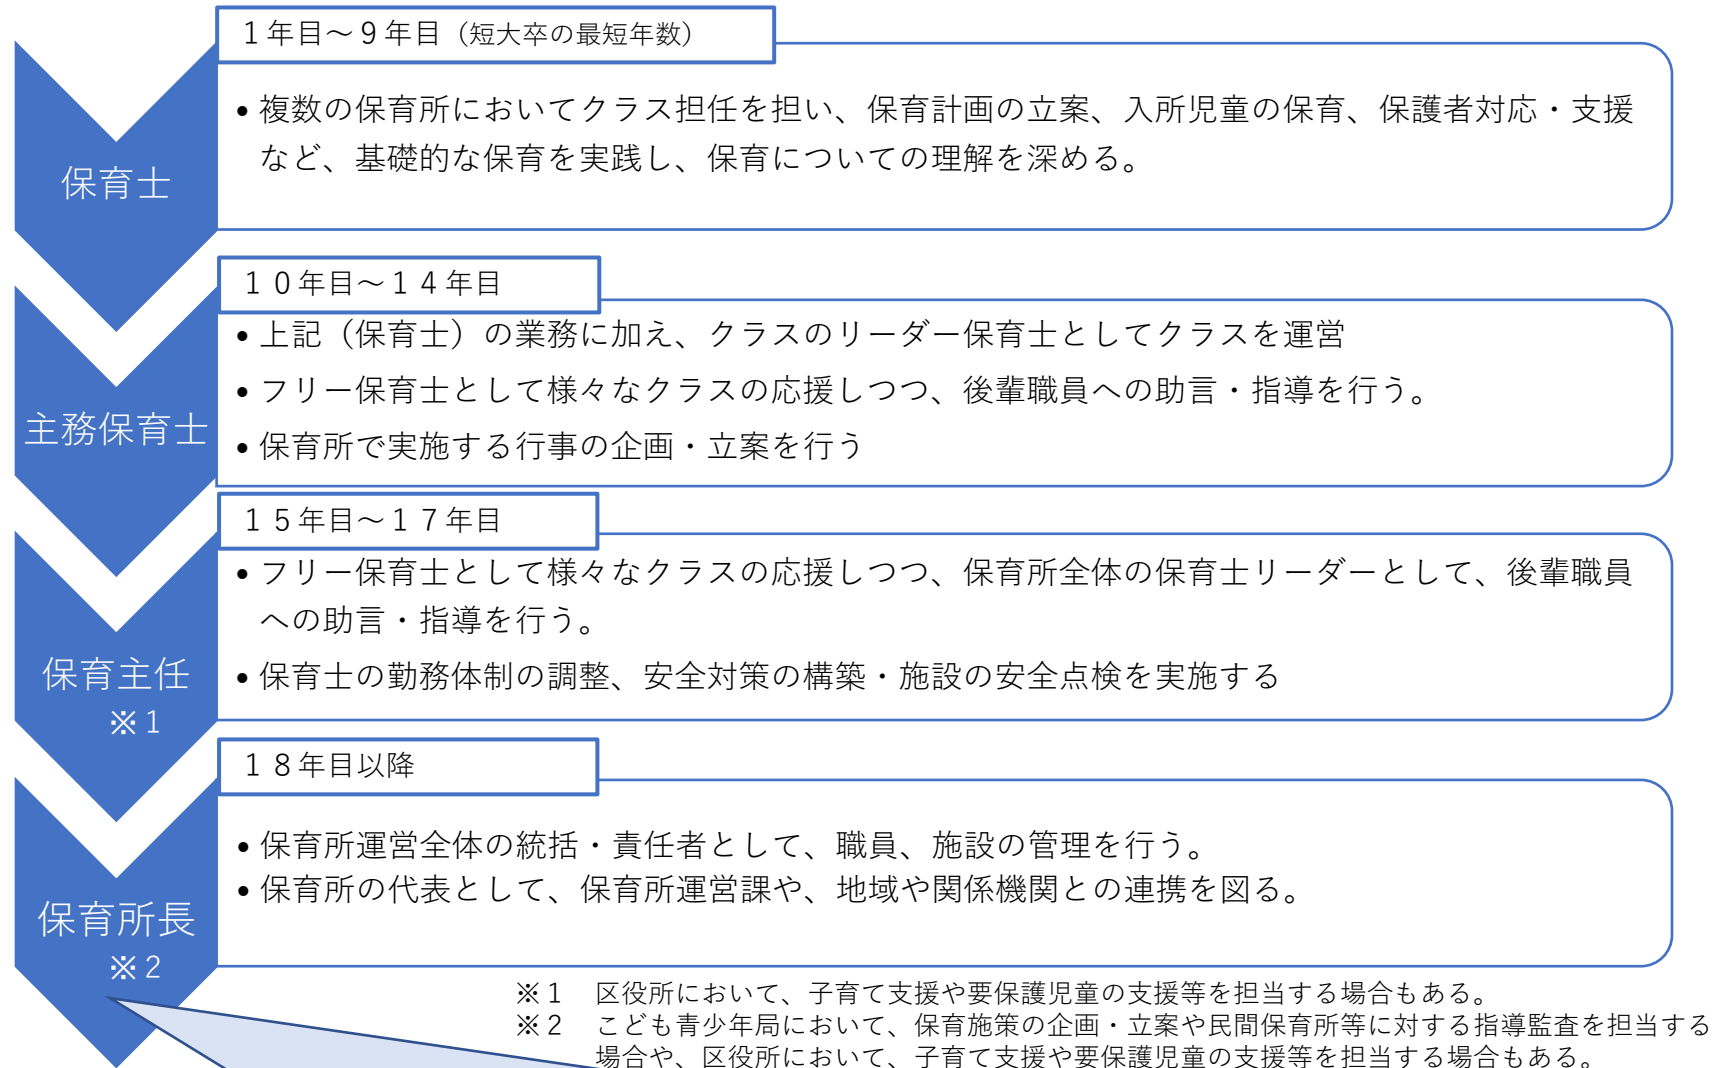 1年目～9年目（短大卒の最短年数）
保育士
• 複数の保育所においてクラス担任を担い、保育計画の立案、入所児童の保育、保護者対応・支援
など、基礎的な保育を実践し、保育についての理解を深める。
１０年目～１４年目
主務保育士
• 上記（保育士）の業務に加え、クラスのリーダー保育士としてクラスを運営
• フリー保育士として様々なクラスの応援しつつ、後輩職員への助言・指導を行う。
• 保育所で実施する行事の企画・立案を行う
１５年目～１７年目
保育主任
※1
• フリー保育士として様々なクラスの応援しつつ、保育所全体の保育士リーダーとして、後輩職員
への助言・指導を行う。
• 保育士の勤務体制の調整、安全対策の構築・施設の安全点検を実施する
１８年目以降
保育所長
※2
• 保育所運営全体の統括・責任者として、職員、施設の管理を行う。
• 保育所の代表として、保育所運営課や、地域や関係機関との連携を図る。
※１　区役所において、子育て支援や要保護児童の支援等を担当する場合もある。
※２　こども青少年局において、保育施策の企画・立案や民間保育所等に対する指導監査を担当する
場合や、区役所において、子育て支援や要保護児童の支援等を担当する場合もある。